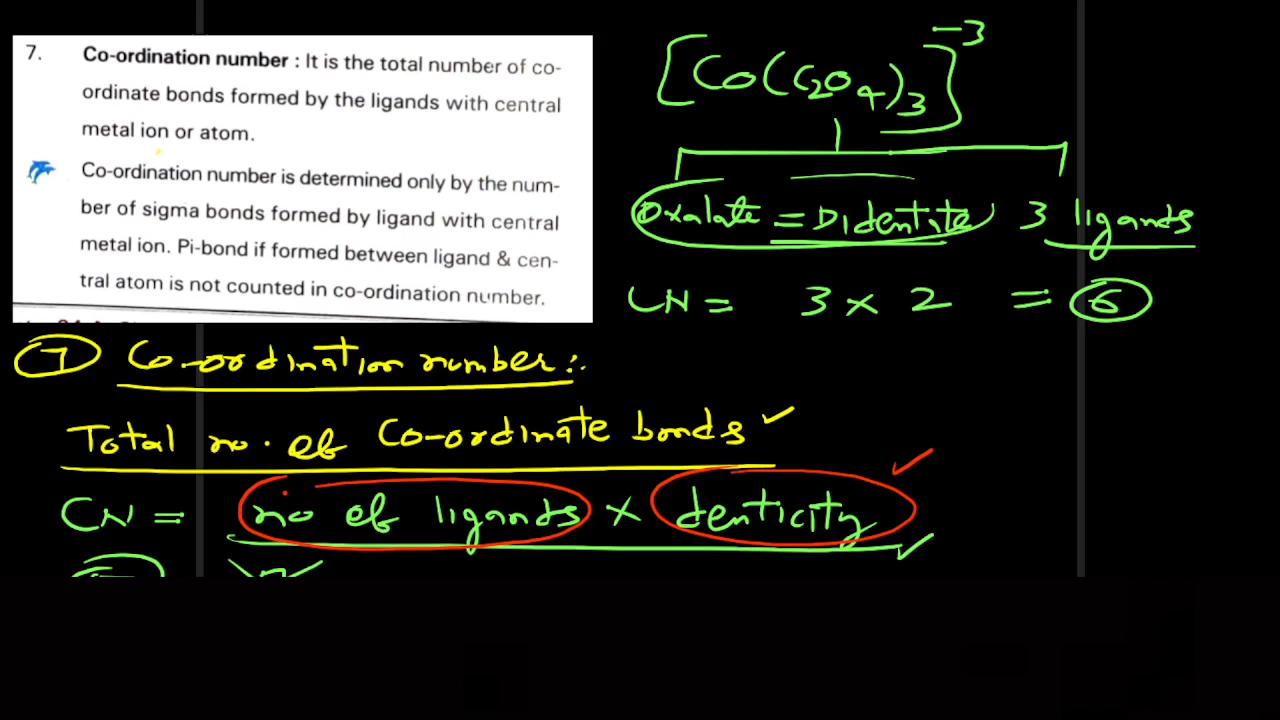 7. Co-ordination number : It is the total number of co-
ordinate bonds formed by the ligands with central
metal ion or atom.
Co-ordination number is determined only by the num-
ber of sigma bonds formed by ligand with central
metal ion. Pi-bond if formed between ligand & cen-
tral atom is not counted in co-ordination number.
[Co(C2O4)3]-3
Oxalate = Didentate 3 ligands
CN = 3 × 2 = 6
7 Co-ordination number :-
Total no. of Co-ordinate bonds
CN = no of ligands × denticity